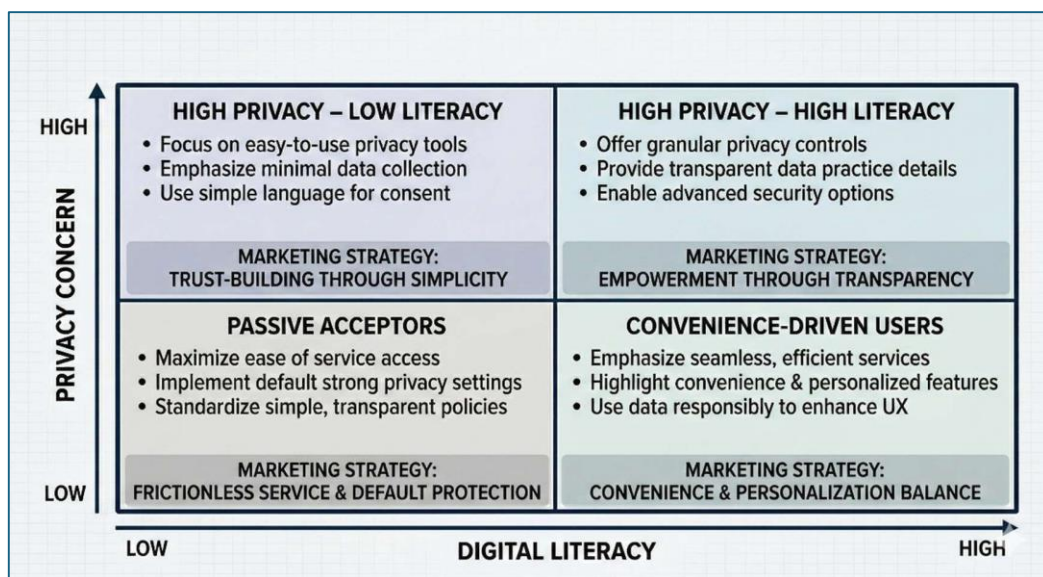 HIGH PRIVACY – LOW LITERACY
• Focus on easy-to-use privacy tools
• Emphasize minimal data collection
• Use simple language for consent
MARKETING STRATEGY:
TRUST-BUILDING THROUGH SIMPLICITY
HIGH PRIVACY – HIGH LITERACY
• Offer granular privacy controls
• Provide transparent data practice details
• Enable advanced security options
MARKETING STRATEGY:
EMPOWERMENT THROUGH TRANSPARENCY
PASSIVE ACCEPTORS
• Maximize ease of service access
• Implement default strong privacy settings
• Standardize simple, transparent policies
MARKETING STRATEGY:
FRICTIONLESS SERVICE & DEFAULT PROTECTION
CONVENIENCE-DRIVEN USERS
• Emphasize seamless, efficient services
• Highlight convenience & personalized features
• Use data responsibly to enhance UX
MARKETING STRATEGY:
CONVENIENCE & PERSONALIZATION BALANCE
HIGH
PRIVACY CONCERN
LOW
LOW
DIGITAL LITERACY
HIGH